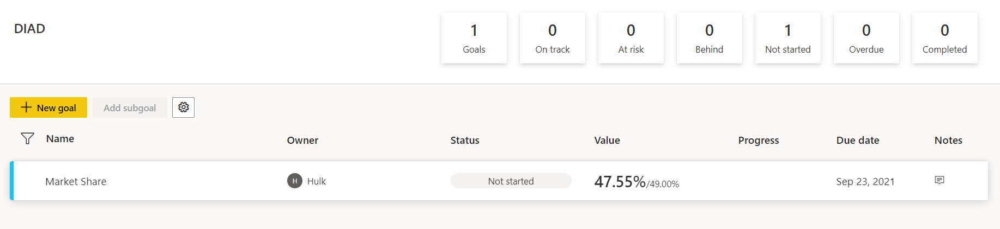 DIAD
1 0 0 0 1 0 0
Goals On track At risk Behind Not started Overdue Completed
New goal Add subgoal
Name Owner Status Value Progress Due date Notes
Market Share H Hulk Not started 47.55%/49.00% Sep 23, 2021